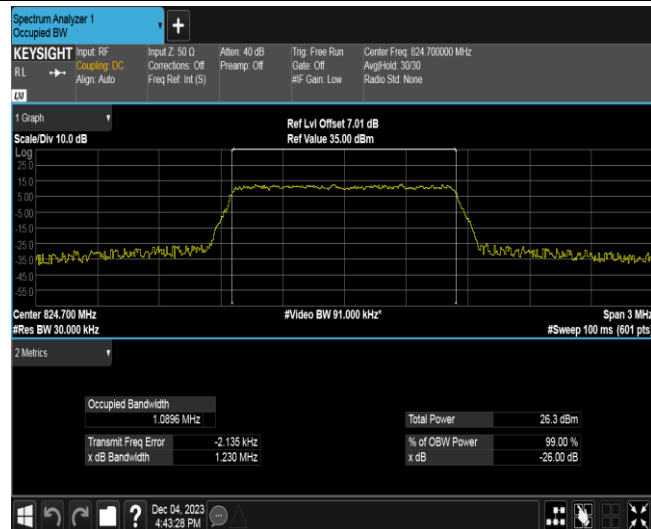 Spectrum Analyzer 1
Occupied BW
+
KEYSIGHT Input: RF Input Z: 50 Ω Atten: 40 dB Trig: Free Run Center Freq: 824.700000 MHz
RL Coupling: DC Corrections: Off Preamp: Off Gate: Off Avg|Hold: 30/30
Align: Auto Freq Ref: Int (S) #IF Gain: Low Radio Std: None
LXI
1 Graph
Ref Lvl Offset 7.01 dB
Scale/Div 10.0 dB Ref Value 35.00 dBm
Log
25.0
15.0
5.00
-5.00
-15.0
-25.0
-35.0
-45.0
-55.0
Center 824.700 MHz #Video BW 91.000 kHz* Span 3 MHz
#Res BW 30.000 kHz #Sweep 100 ms (601 pts)
2 Metrics
Occupied Bandwidth
1.0896 MHz Total Power 26.3 dBm
Transmit Freq Error -2.135 kHz % of OBW Power 99.00 %
x dB Bandwidth 1.230 MHz x dB -26.00 dB
? Dec 04, 2023
4:43:28 PM